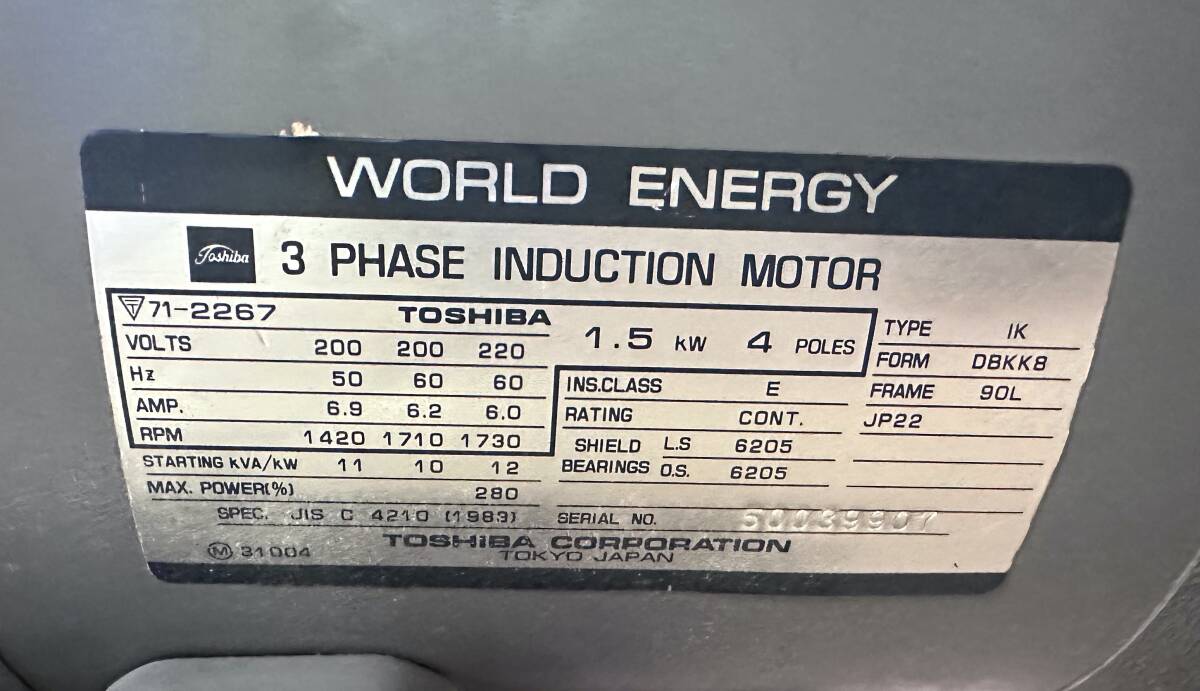 WORLD ENERGY
Toshiba 3 PHASE INDUCTION MOTOR
T 71-2267 TOSHIBA 1.5 kW 4 POLES
VOLTS 200 200 220
Hz 50 60 60
AMP. 6.9 6.2 6.0
RPM 1420 1710 1730
STARTING kVA/kW 11 10 12
MAX. POWER(%) 280
INS.CLASS E
RATING CONT.
SHIELD L.S 6205
BEARINGS O.S. 6205
TYPE IK
FORM DBKK8
FRAME 90L
JP22
SPEC. JIS C 4210 (1983) SERIAL NO. 50039907
M 31004 TOSHIBA CORPORATION
TOKYO JAPAN